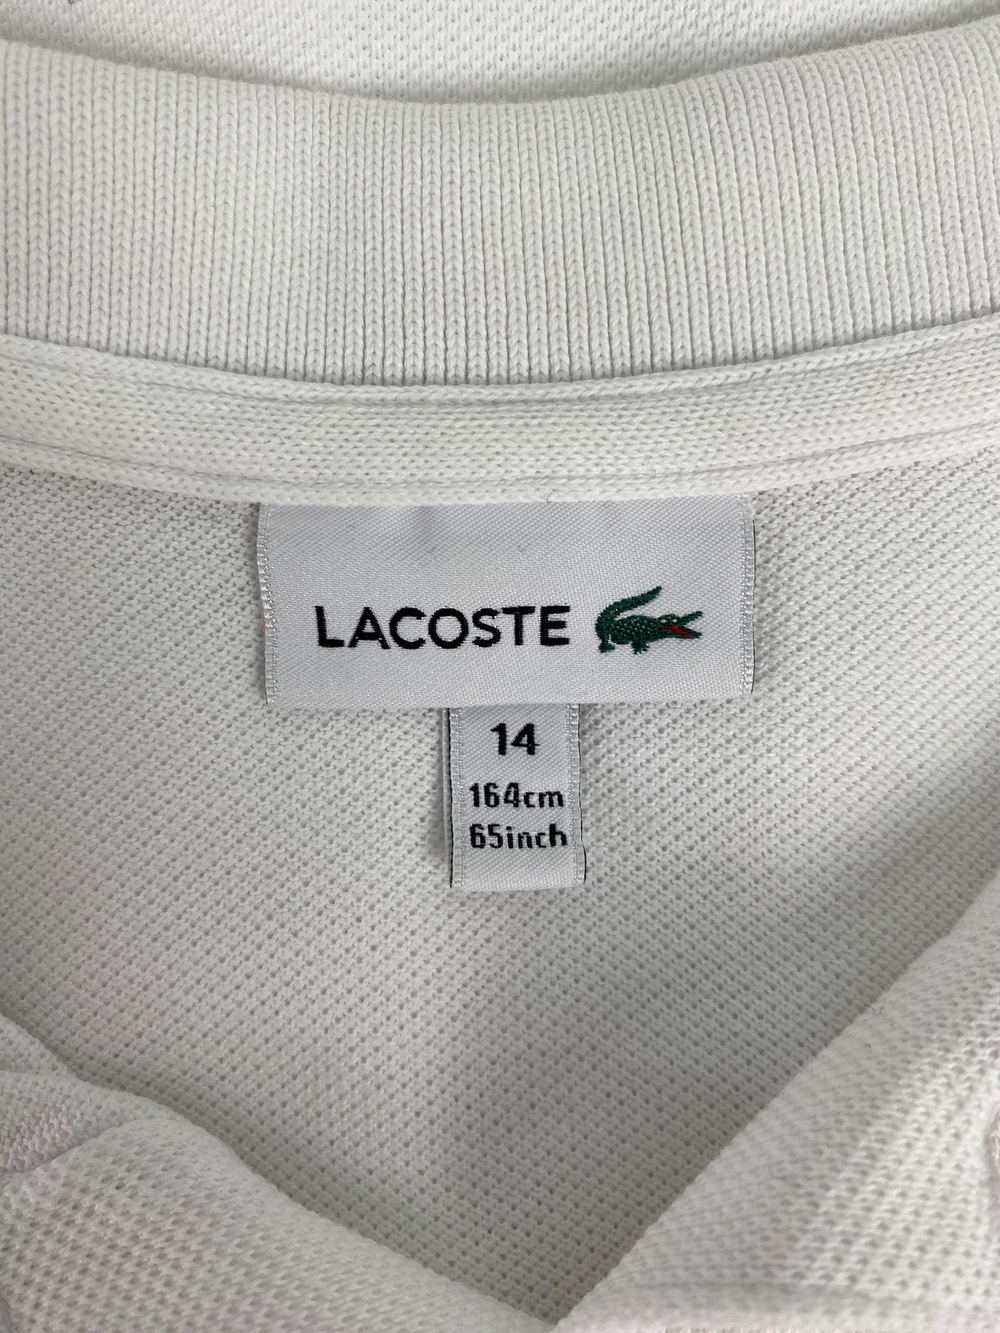 LACOSTE
14
164cm
65inch